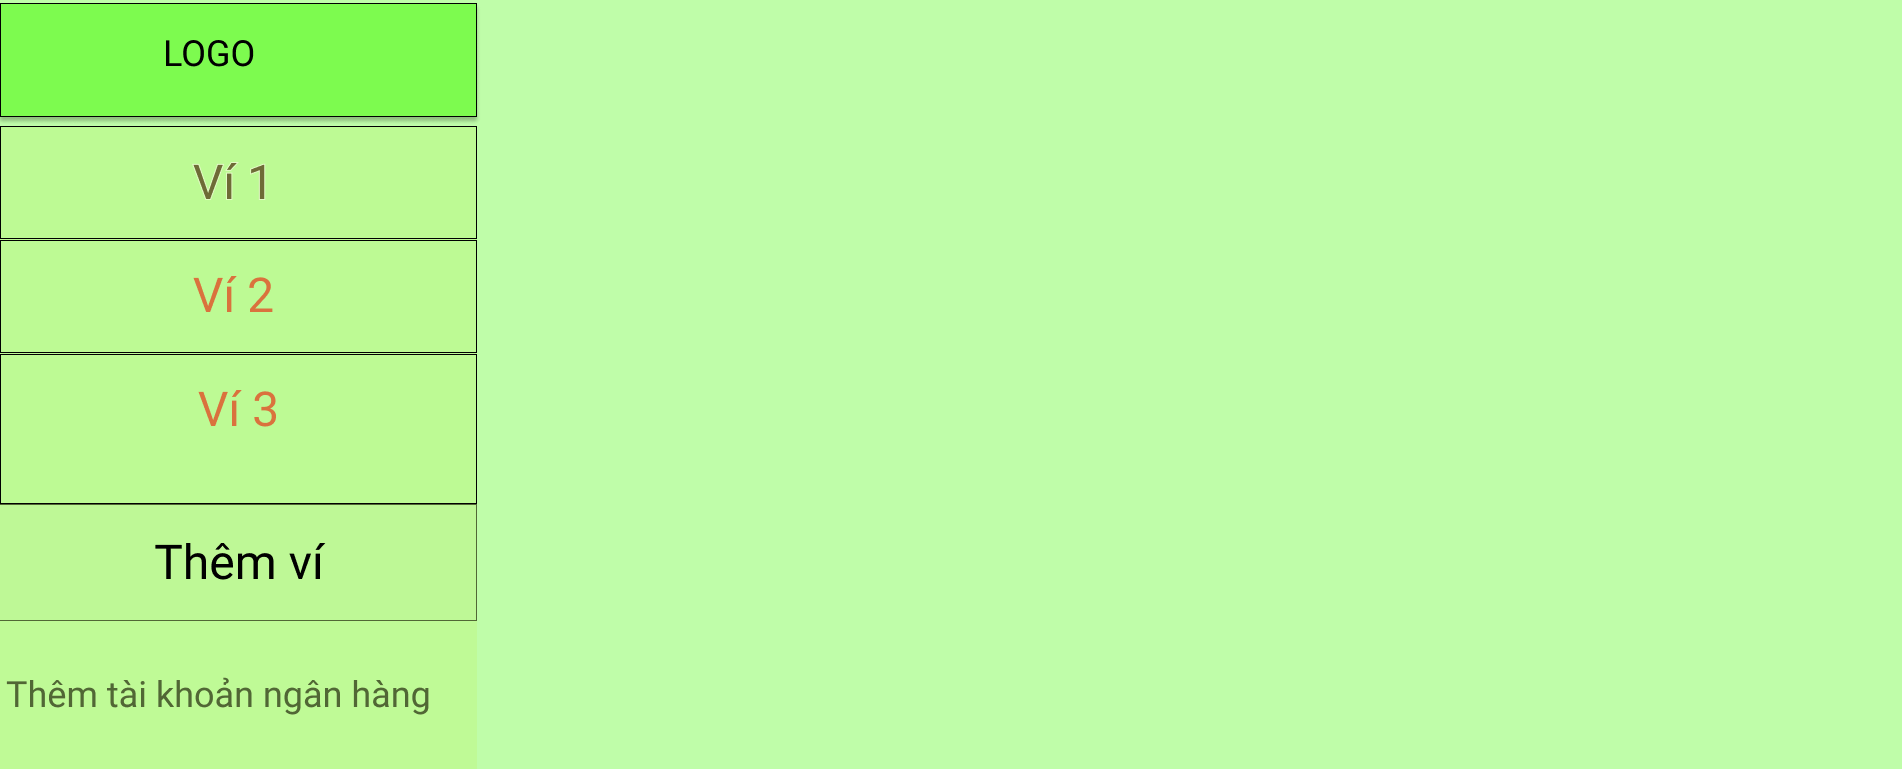 LOGO
Ví 1
Ví 2
Ví 3
Thêm ví
Thêm tài khoản ngân hàng